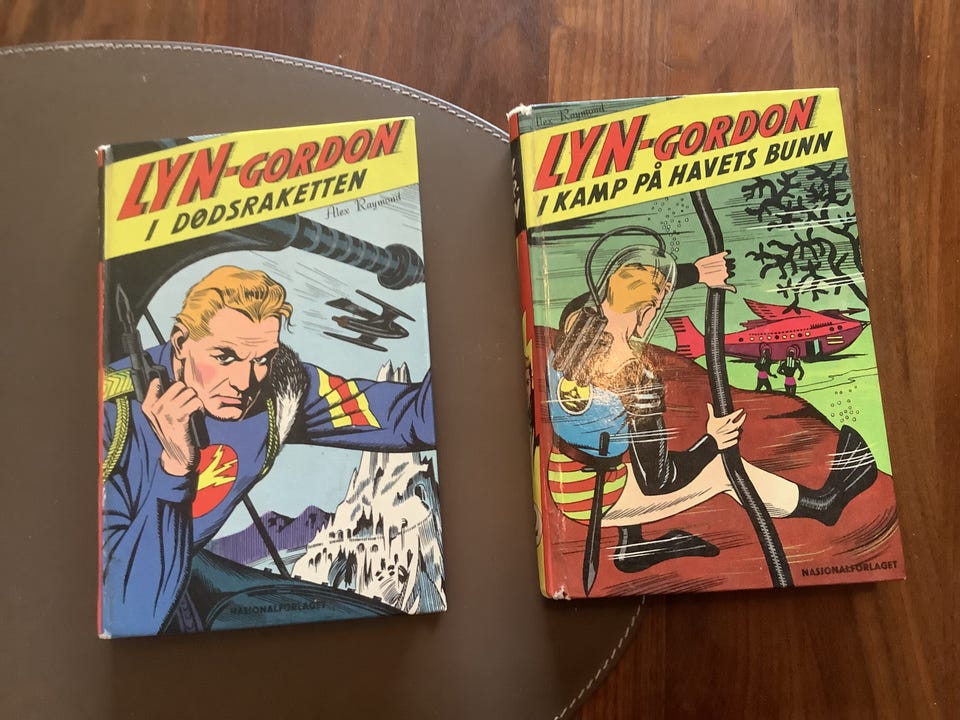 LYN-GORDON
I DØDSRAKETTEN
Alex Raymond
NASJONALFORLAGET
Alex Raymond
LYN-GORDON
I KAMP PÅ HAVETS BUNN
NASJONALFORLAGET